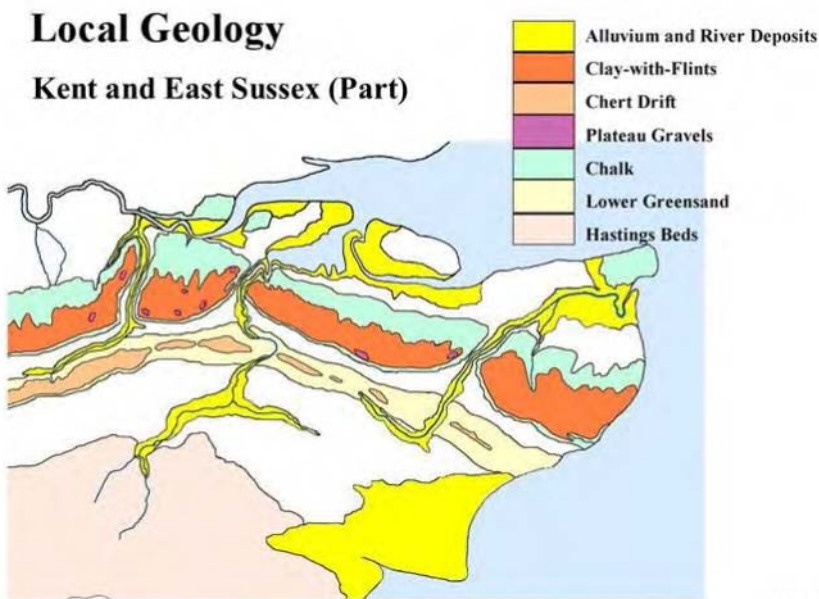 Local Geology
Kent and East Sussex (Part)
Alluvium and River Deposits
Clay-with-Flints
Chert Drift
Plateau Gravels
Chalk
Lower Greensand
Hastings Beds